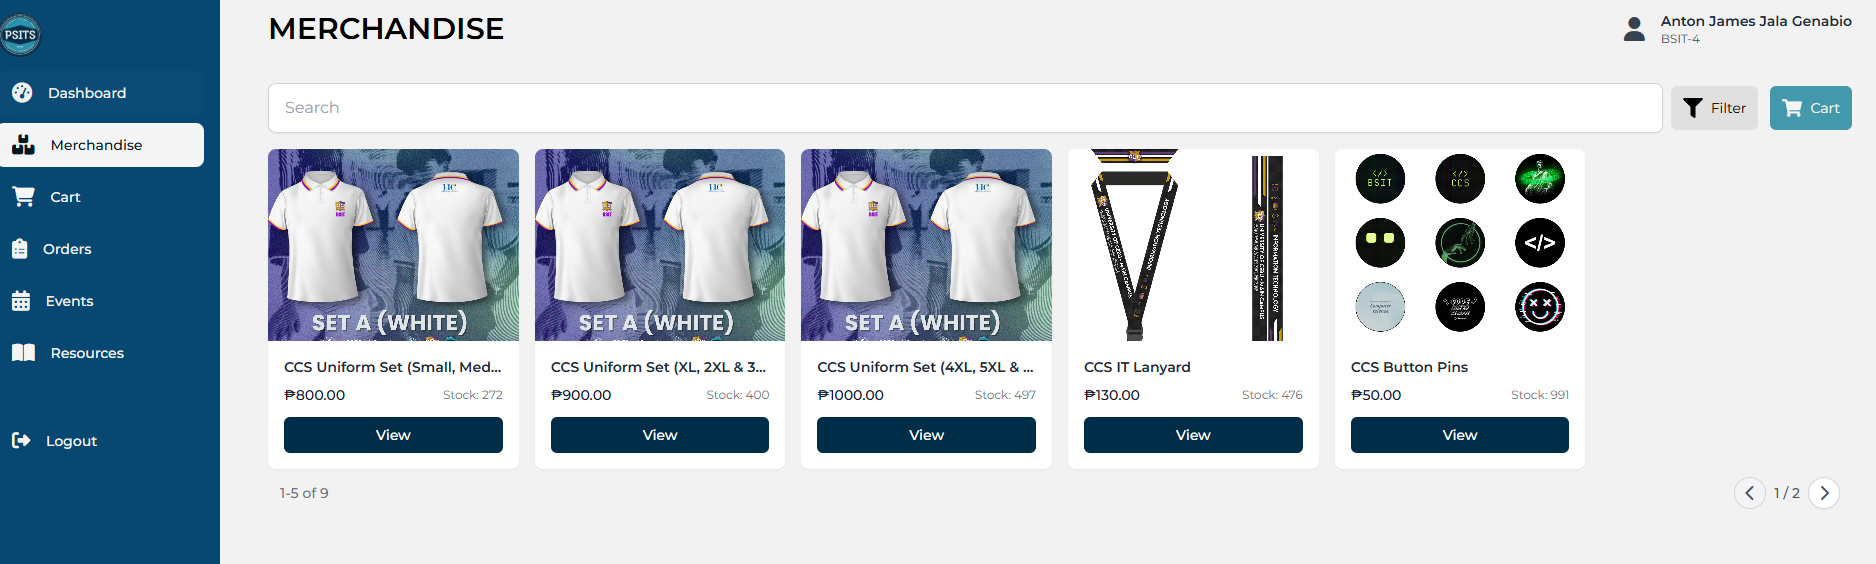 PSITS
MERCHANDISE
Anton James Jala Genabio
BSIT-4
Dashboard
Merchandise
Cart
Orders
Events
Resources
Logout
Search
Filter
Cart
SET A (WHITE)
CCS Uniform Set (Small, Med...
₱800.00
Stock: 272
View
SET A (WHITE)
CCS Uniform Set (XL, 2XL & 3...
₱900.00
Stock: 400
View
SET A (WHITE)
CCS Uniform Set (4XL, 5XL & ...
₱1000.00
Stock: 497
View
INFORMATION TECHNOLOGY
CCS IT Lanyard
₱130.00
Stock: 476
View
</>
BSIT
</>
CCS
</>
CCS Button Pins
₱50.00
Stock: 991
View
1-5 of 9
1 / 2